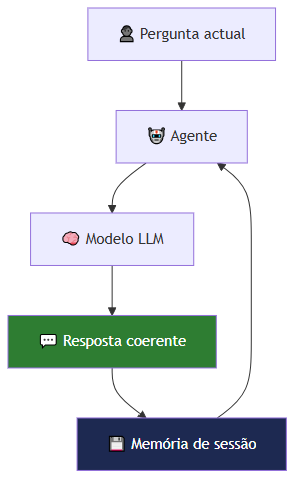 Pergunta actual
Agente
Modelo LLM
Resposta coerente
Memória de sessão